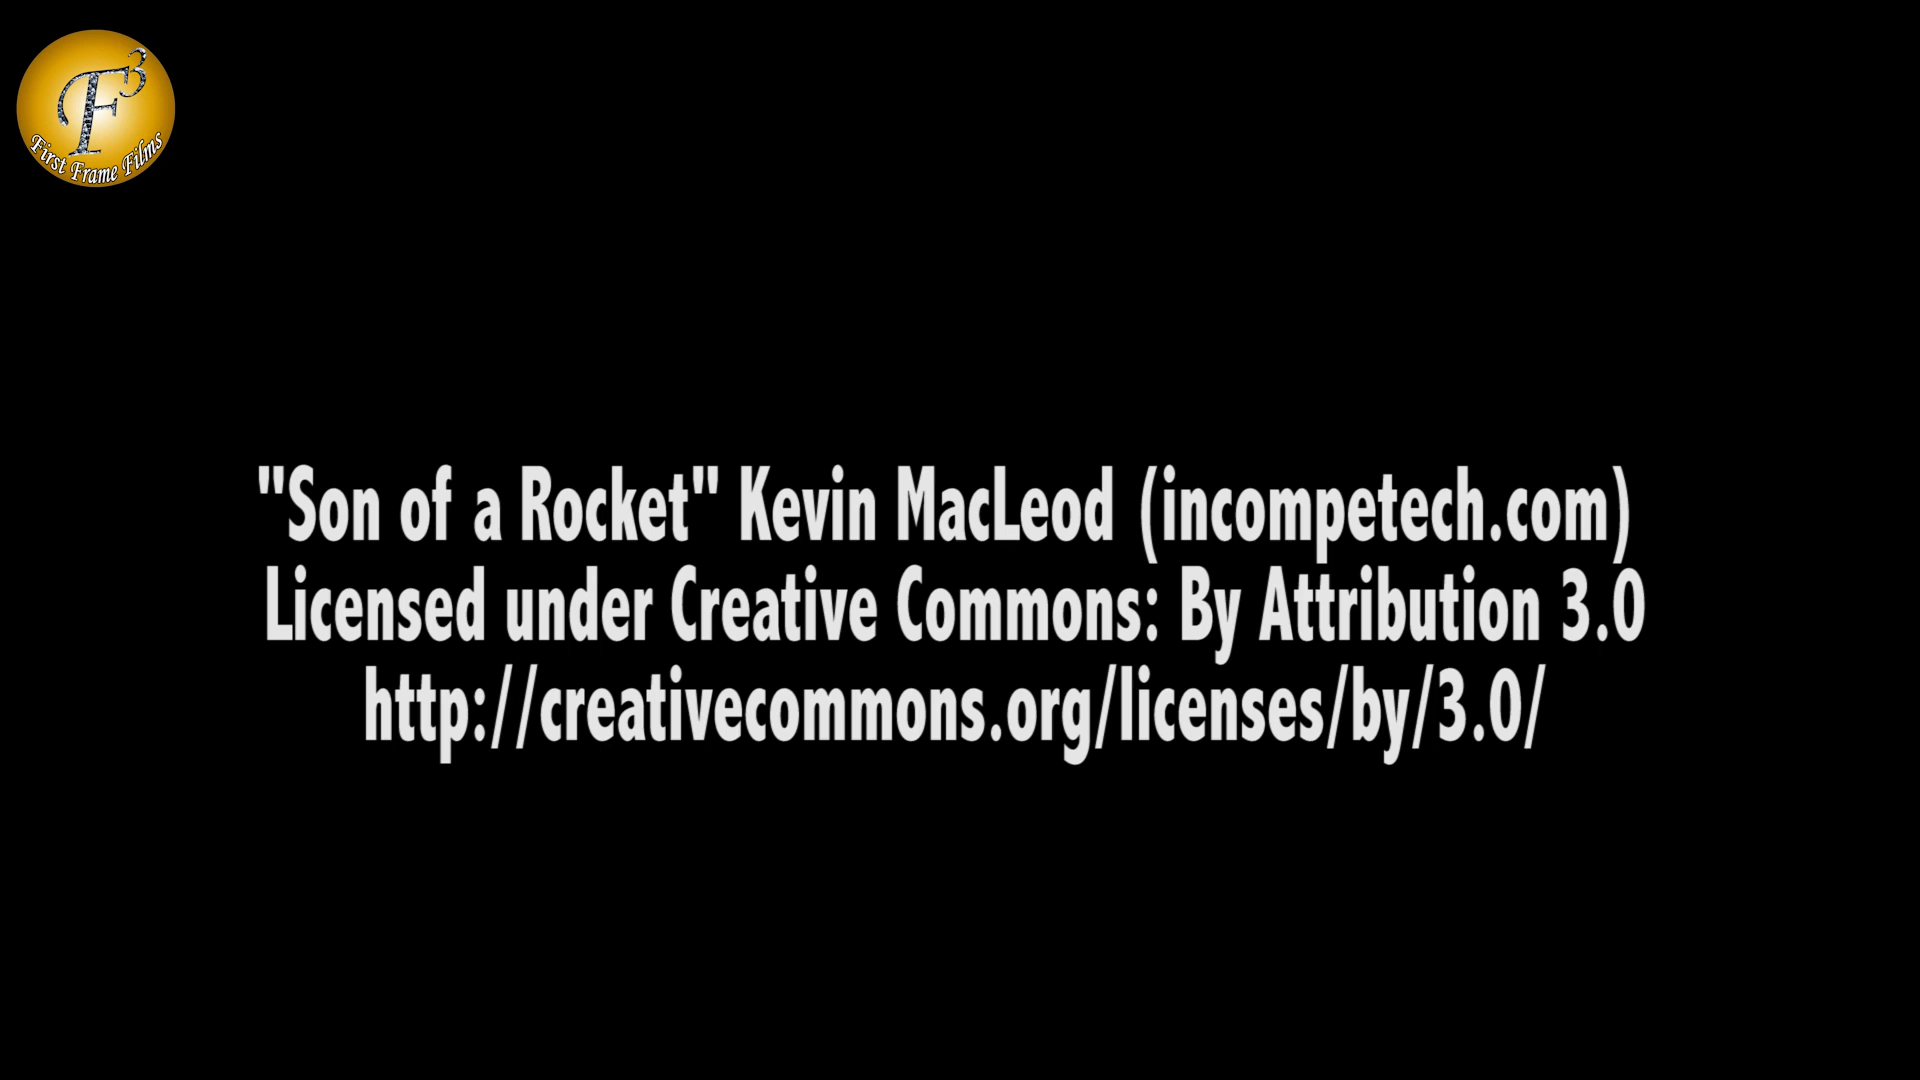 F3
First Frame Films
"Son of a Rocket" Kevin MacLeod (incompetech.com)
Licensed under Creative Commons: By Attribution 3.0
http://creativecommons.org/licenses/by/3.0/